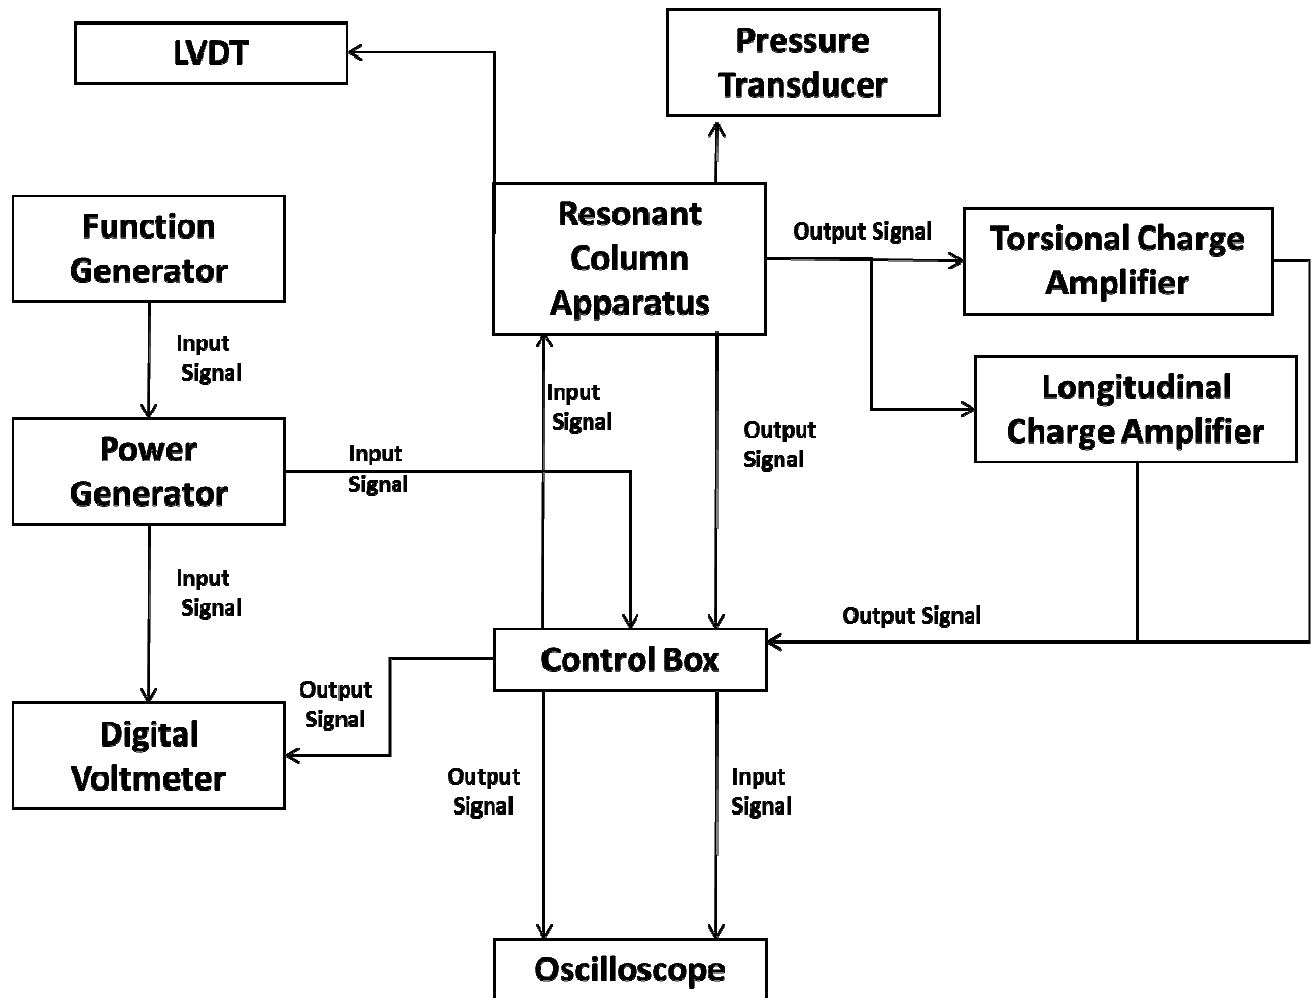 LVDT
Pressure
Transducer
Function
Generator
Resonant
Column
Apparatus
Output Signal
Torsional Charge
Amplifier
Input
Signal
Longitudinal
Charge Amplifier
Input
Signal
Power
Generator
Input
Signal
Output
Signal
Input
Signal
Output Signal
Control Box
Output
Signal
Digital
Voltmeter
Output
Signal
Input
Signal
Oscilloscope